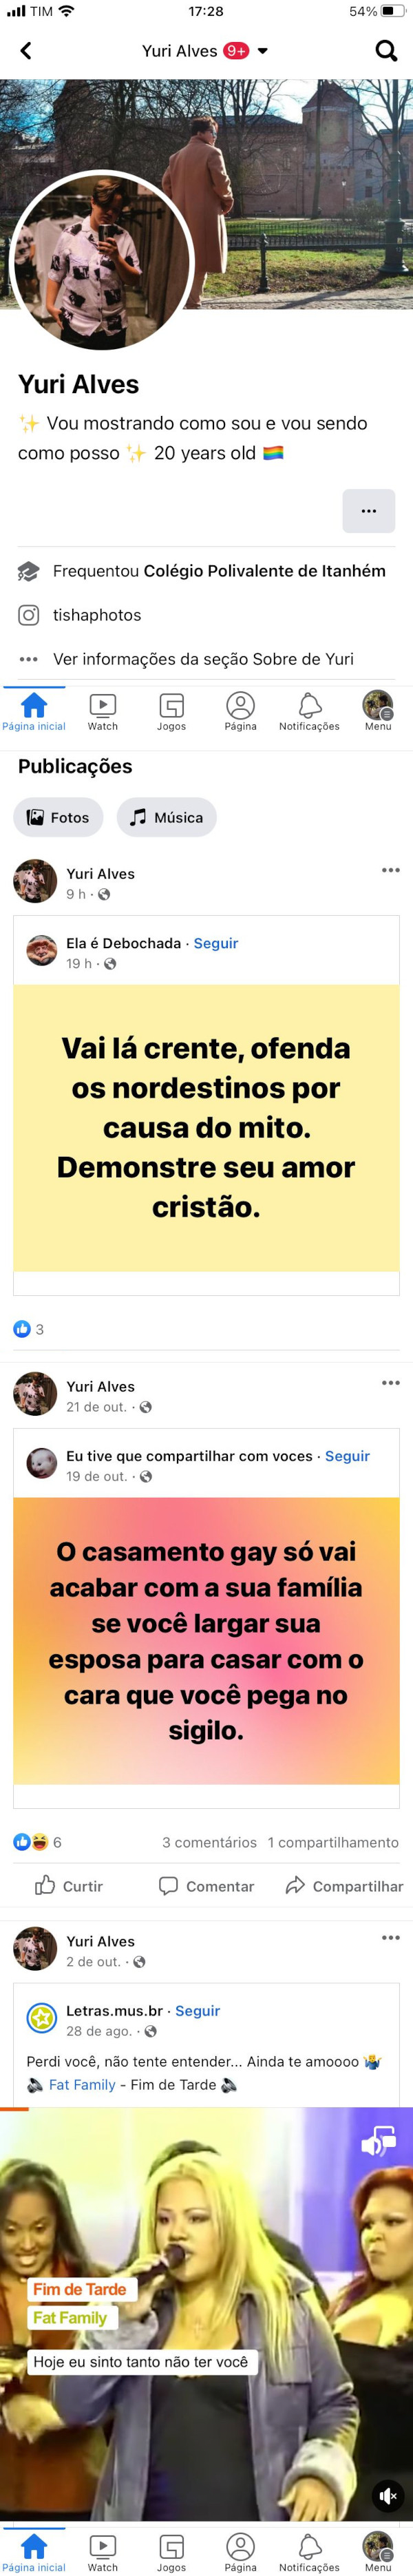 TIM 17:28 54%
Yuri Alves 9+
Yuri Alves
✨ Vou mostrando como sou e vou sendo
como posso ✨ 20 years old 🏳️‍🌈
...
Frequentou Colégio Polivalente de Itanhém
tishaphotos
Ver informações da seção Sobre de Yuri
Página inicial Watch Jogos Página Notificações Menu
Publicações
Fotos Música
Yuri Alves
9 h ·
Ela é Debochada · Seguir
19 h ·
Vai lá crente, ofenda
os nordestinos por
causa do mito.
Demonstre seu amor
cristão.
3
Yuri Alves
21 de out. ·
Eu tive que compartilhar com voces · Seguir
19 de out. ·
O casamento gay só vai
acabar com a sua família
se você largar sua
esposa para casar com o
cara que você pega no
sigilo.
6 3 comentários 1 compartilhamento
Curtir Comentar Compartilhar
Yuri Alves
2 de out. ·
Letras.mus.br · Seguir
28 de ago. ·
Perdi você, não tente entender... Ainda te amoooo 🤷‍♂️
🔈 Fat Family - Fim de Tarde 🔈
Fim de Tarde
Fat Family
Hoje eu sinto tanto não ter você
Página inicial Watch Jogos Página Notificações Menu